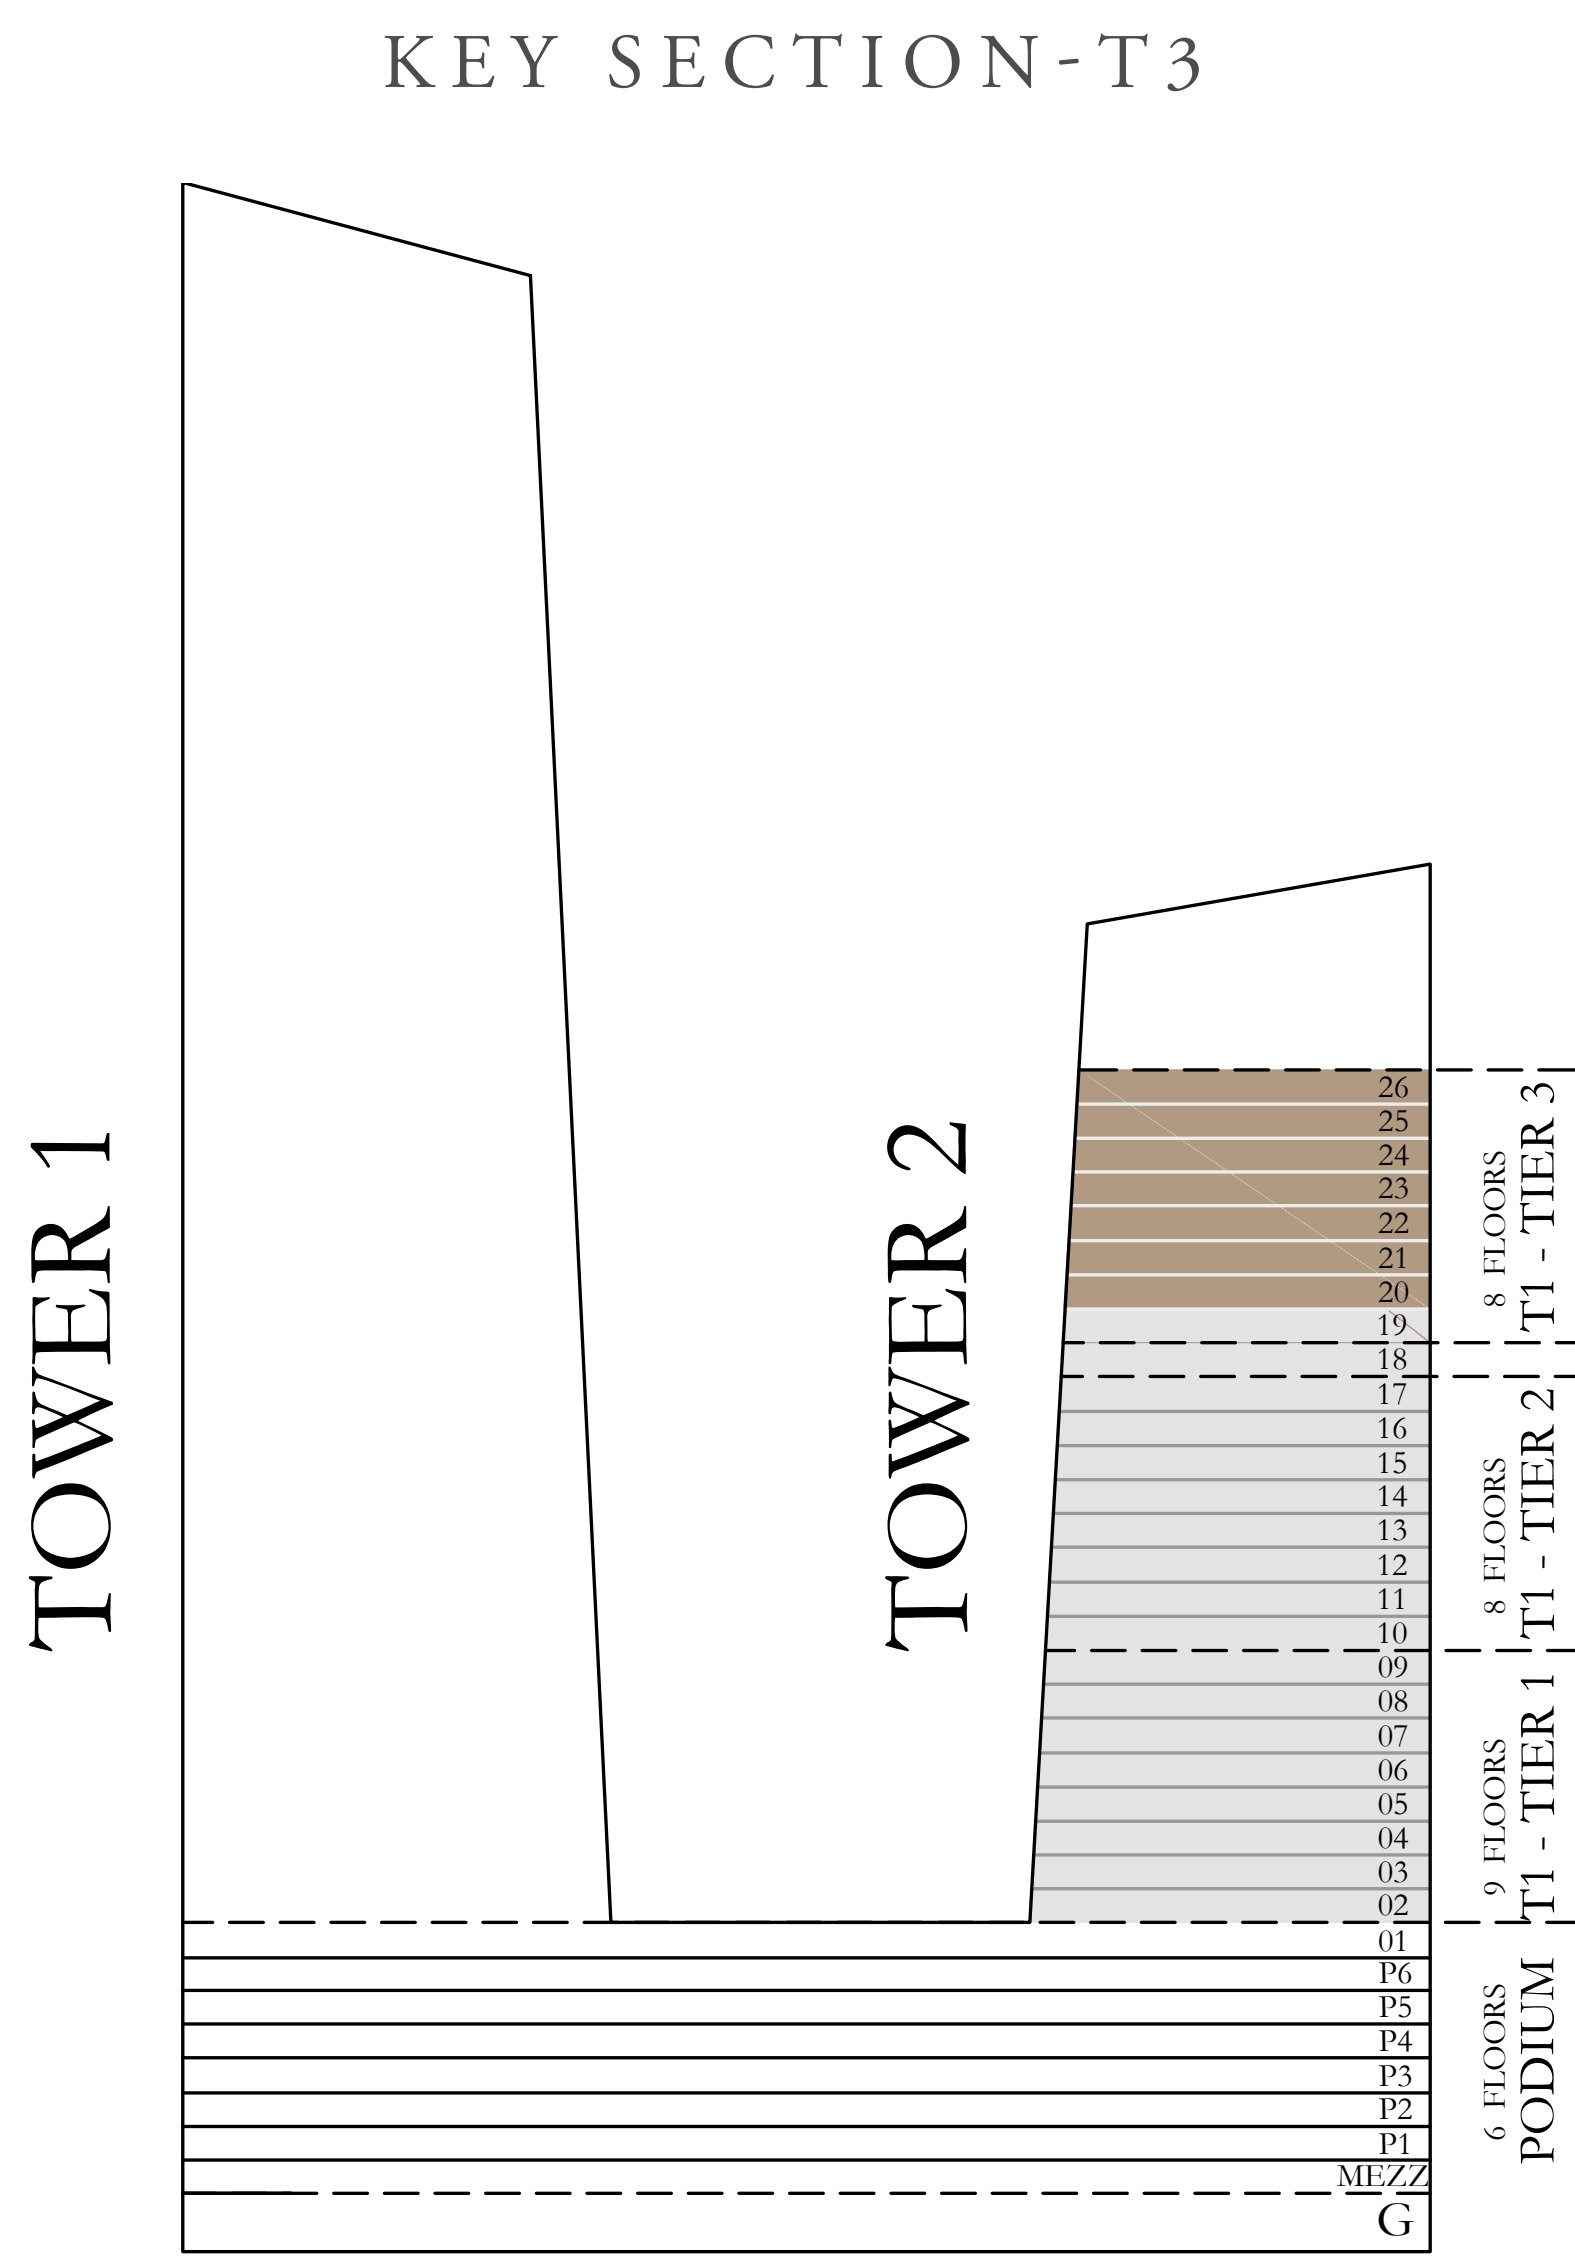 KEY SECTION-T3
TOWER 1
TOWER 2
26
25
24
23
22
21
20
19
18
17
16
15
14
13
12
11
10
09
08
07
06
05
04
03
02
01
P6
P5
P4
P3
P2
P1
MEZZ
G
8 FLOORS
T1 - TIER 3
8 FLOORS
T1 - TIER 2
9 FLOORS
T1 - TIER 1
6 FLOORS
PODIUM